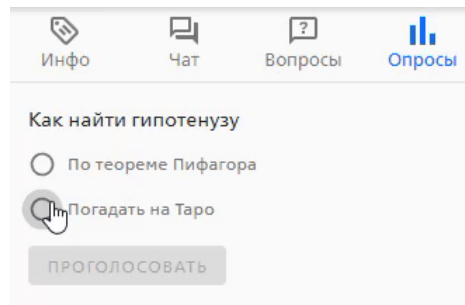 Инфо Чат Вопросы Опросы
Как найти гипотенузу
По теореме Пифагора
Погадать на Таро
ПРОГОЛОСОВАТЬ